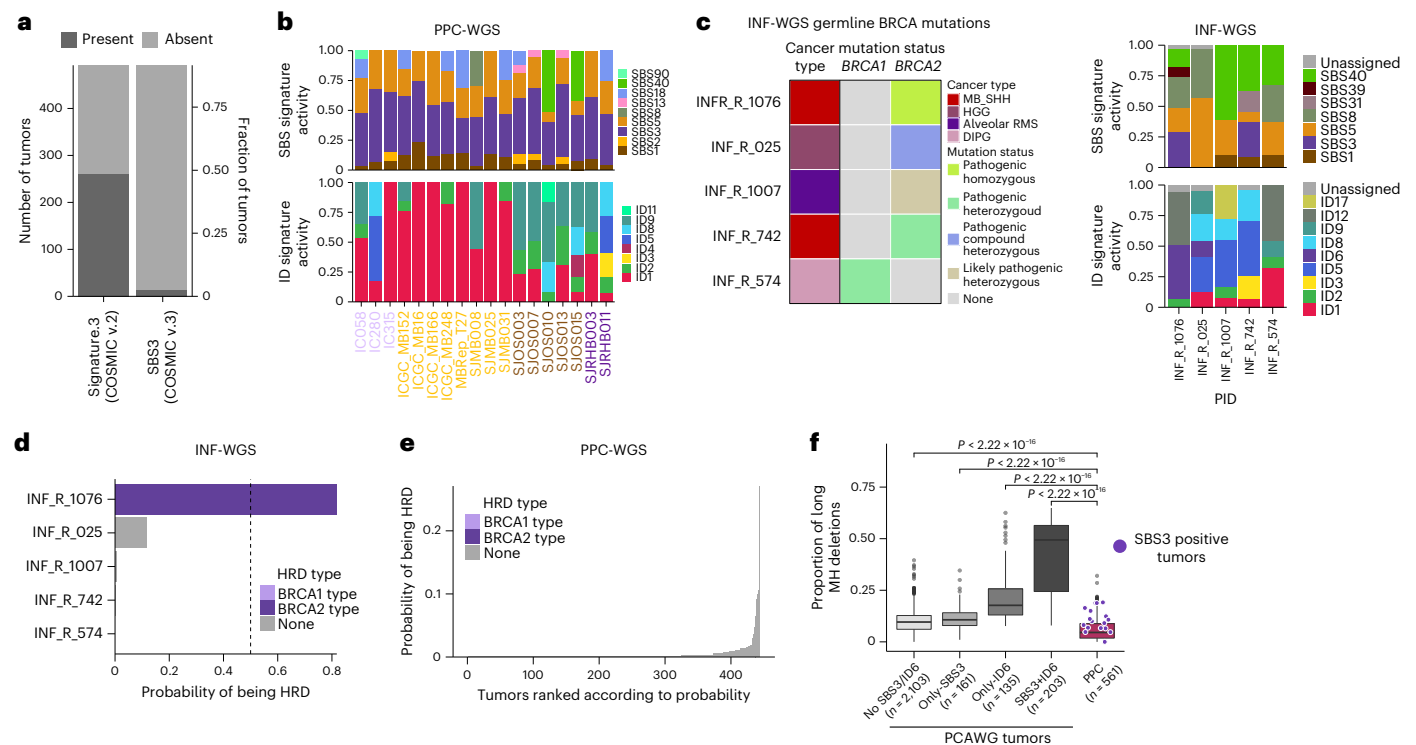 a
Present
Absent
Number of tumors
400
300
200
100
0
0.75
0.50
0.25
0
Fraction of tumors
Signature.3
(COSMIC v.2)
SBS3
(COSMIC v.3)
b
PPC-WGS
SBS signature
activity
1.00
0.75
0.50
0.25
0
SBS90
SBS40
SBS18
SBS13
SBS8
SBS5
SBS3
SBS2
SBS1
ID signature
activity
1.00
0.75
0.50
0.25
0
ID11
ID9
ID8
ID5
ID4
ID3
ID2
ID1
IC058
IC280
IC315
ICGC_MB152
ICGC_MB16
ICGC_MB166
ICGC_MB248
MBRep_T27
SJMB008
SJMB025
SJMB031
SJOS003
SJOS007
SJOS010
SJOS013
SJOS015
SJRHB003
SJRHB011
c
INF-WGS germline BRCA mutations
Cancer mutation status
type BRCA1 BRCA2
INFR_R_1076
INF_R_025
INF_R_1007
INF_R_742
INF_R_574
Cancer type
MB_SHH
HGG
Alveolar RMS
DIPG
Mutation status
Pathogenic
homozygous
Pathogenic
heterozygoud
Pathogenic
compound
heterozygous
Likely pathogenic
heterozygous
None
INF-WGS
SBS signature
activity
1.00
0.75
0.50
0.25
0
Unassigned
SBS40
SBS39
SBS31
SBS8
SBS5
SBS3
SBS1
ID signature
activity
1.00
0.75
0.50
0.25
0
Unassigned
ID17
ID12
ID9
ID8
ID6
ID5
ID3
ID2
ID1
INF_R_1076
INF_R_025
INF_R_1007
INF_R_742
INF_R_574
PID
d
INF-WGS
INF_R_1076
INF_R_025
INF_R_1007
INF_R_742
INF_R_574
HRD type
BRCA1 type
BRCA2 type
None
0 0.2 0.4 0.6 0.8
Probability of being HRD
e
PPC-WGS
Probability of being HRD
0.2
0.1
0
HRD type
BRCA1 type
BRCA2 type
None
0 100 200 300 400
Tumors ranked according to probability
f
Proportion of long
MH deletions
0.75
0.50
0.25
0
P < 2.22 × 10⁻¹⁶
P < 2.22 × 10⁻¹⁶
P < 2.22 × 10⁻¹⁶
P < 2.22 × 10⁻¹⁶
SBS3 positive
tumors
No SBS3/ID6
(n = 2,103)
Only-SBS3
(n = 161)
Only-ID6
(n = 135)
SBS3+ID6
(n = 203)
PPC
(n = 561)
PCAWG tumors